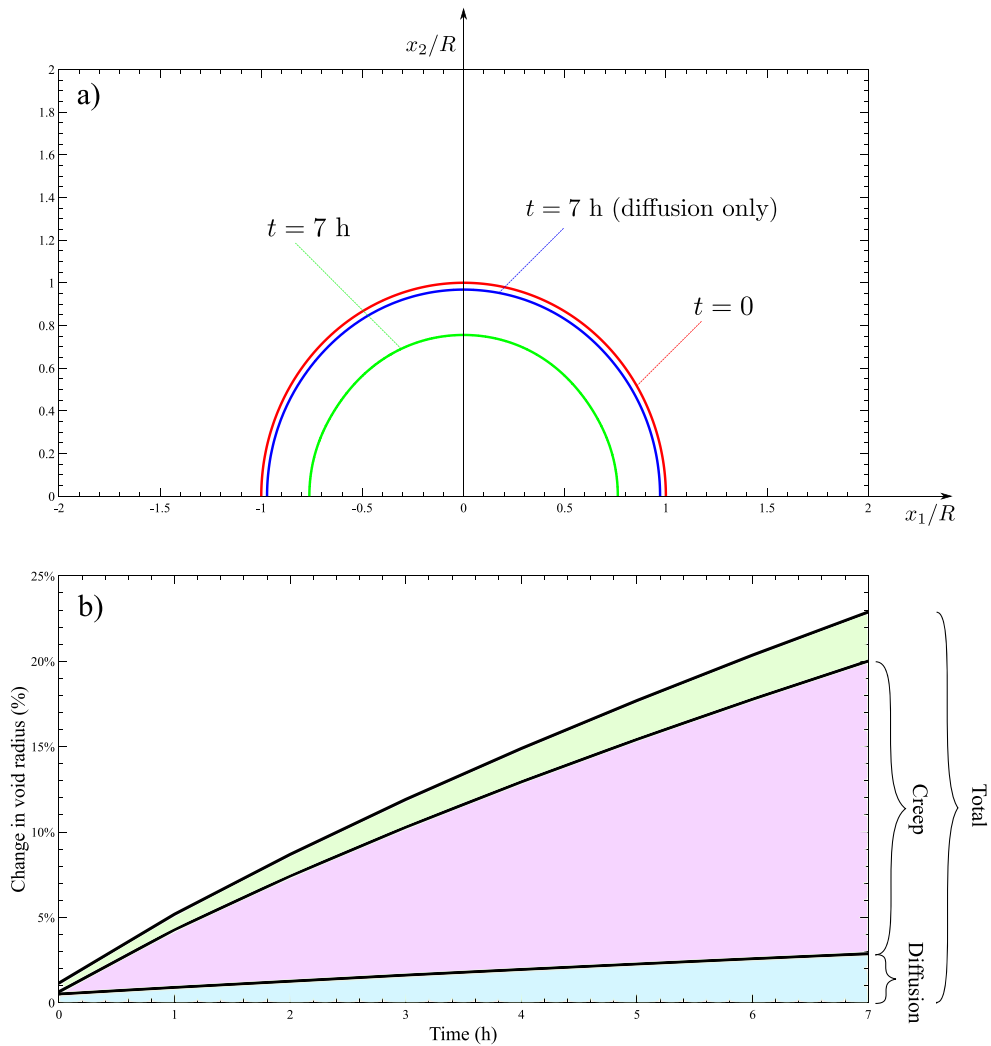 x₂/R
a)
2
1.8
1.6
1.4
1.2
1
0.8
0.6
0.4
0.2
0
t = 7 h
t = 7 h (diffusion only)
t = 0
-2
-1.5
-1
-0.5
0
0.5
1
1.5
2
x₁/R
b)
25%
20%
15%
10%
5%
0
Change in void radius (%)
0
1
2
3
4
5
6
7
Time (h)
Creep
Diffusion
Total